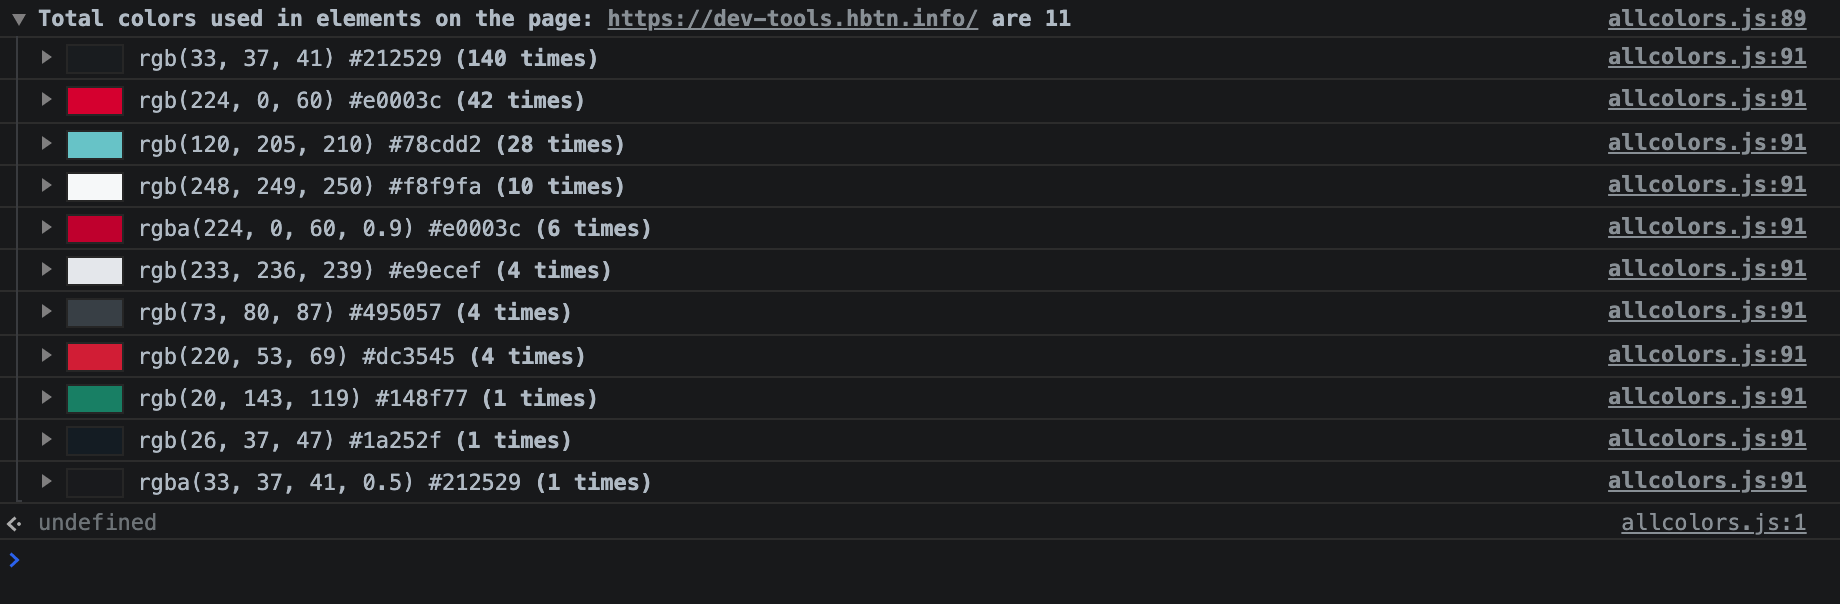 Total colors used in elements on the page: https://dev-tools.hbtn.info/ are 11 allcolors.js:89
rgb(33, 37, 41) #212529 (140 times) allcolors.js:91
rgb(224, 0, 60) #e0003c (42 times) allcolors.js:91
rgb(120, 205, 210) #78cdd2 (28 times) allcolors.js:91
rgb(248, 249, 250) #f8f9fa (10 times) allcolors.js:91
rgba(224, 0, 60, 0.9) #e0003c (6 times) allcolors.js:91
rgb(233, 236, 239) #e9ecef (4 times) allcolors.js:91
rgb(73, 80, 87) #495057 (4 times) allcolors.js:91
rgb(220, 53, 69) #dc3545 (4 times) allcolors.js:91
rgb(20, 143, 119) #148f77 (1 times) allcolors.js:91
rgb(26, 37, 47) #1a252f (1 times) allcolors.js:91
rgba(33, 37, 41, 0.5) #212529 (1 times) allcolors.js:91
undefined allcolors.js:1